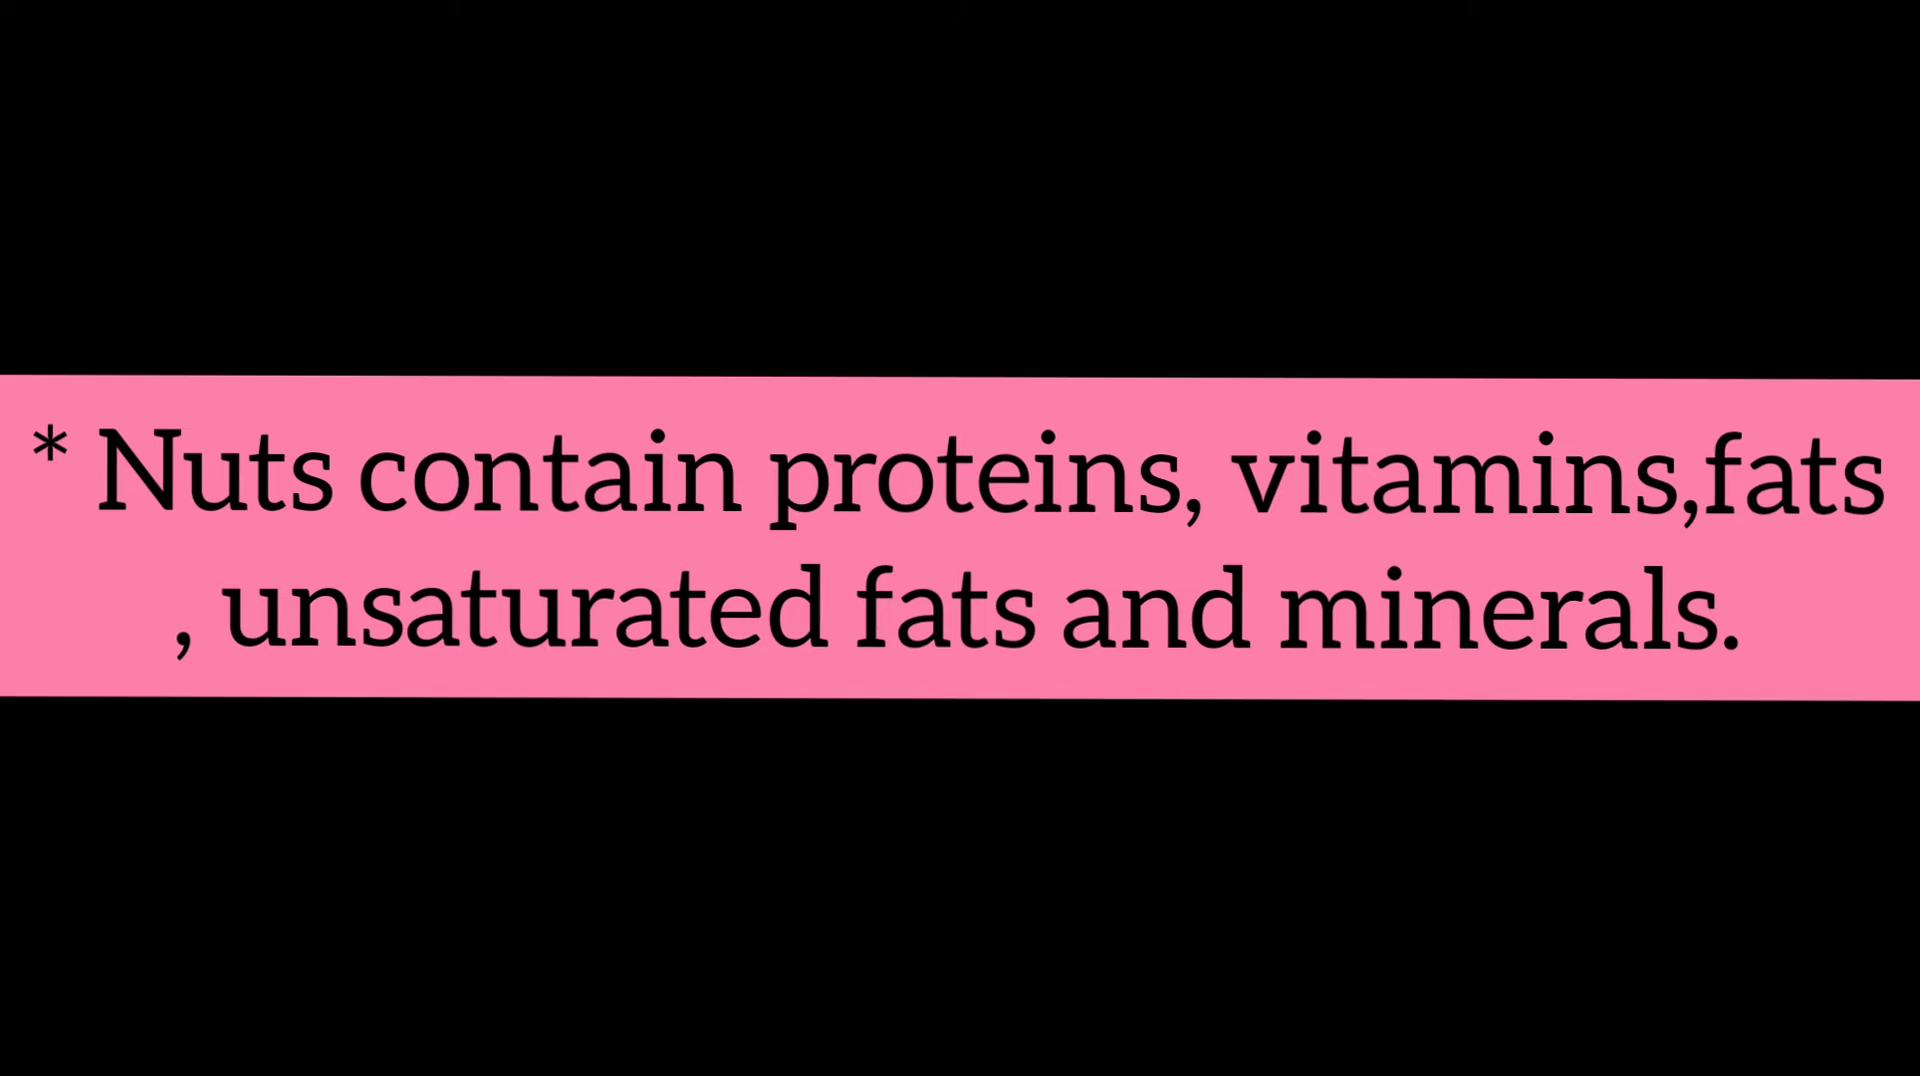 * Nuts contain proteins, vitamins,fats
, unsaturated fats and minerals.